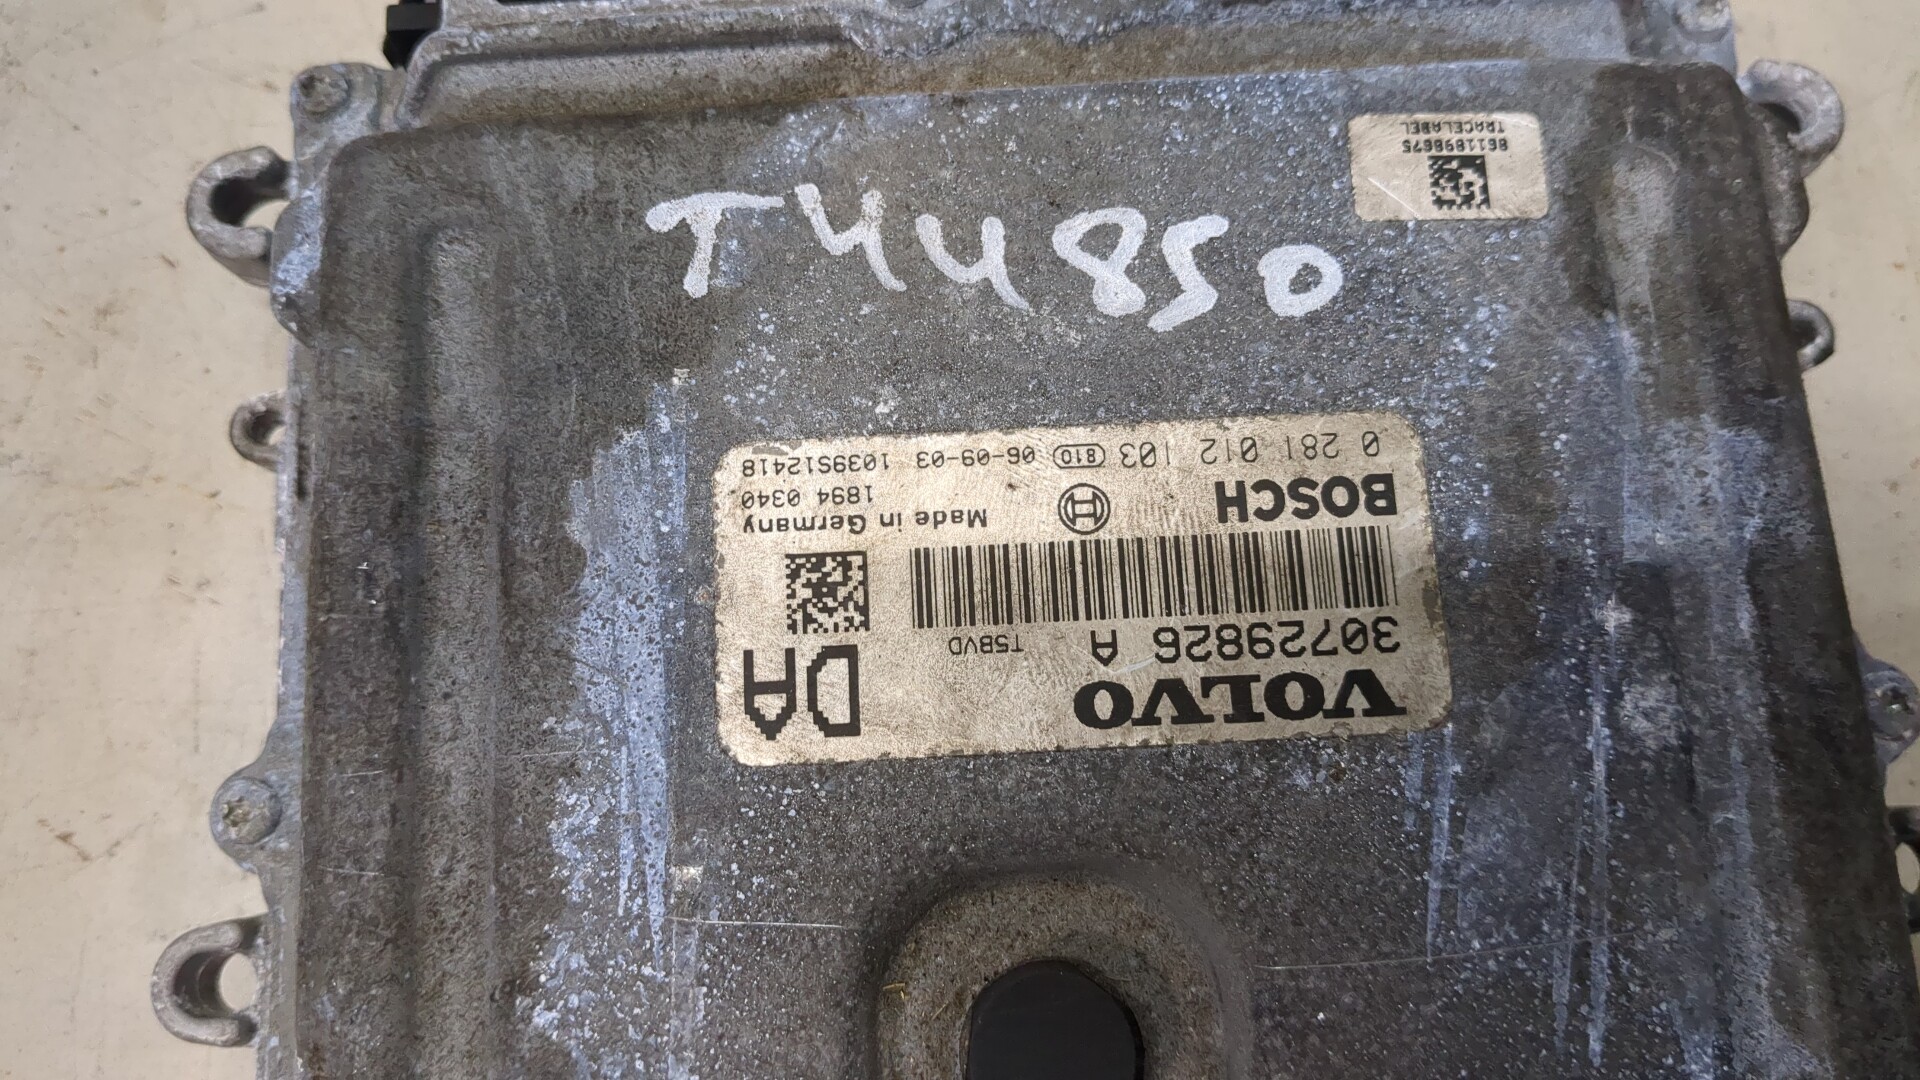 T44850
TRACELABEL
8611898675
VOLVO
30729826 A
T5BVD
DA
BOSCH
Made in Germany
1894 0340
0 281 012 103 810 06-09-03 1039S12418